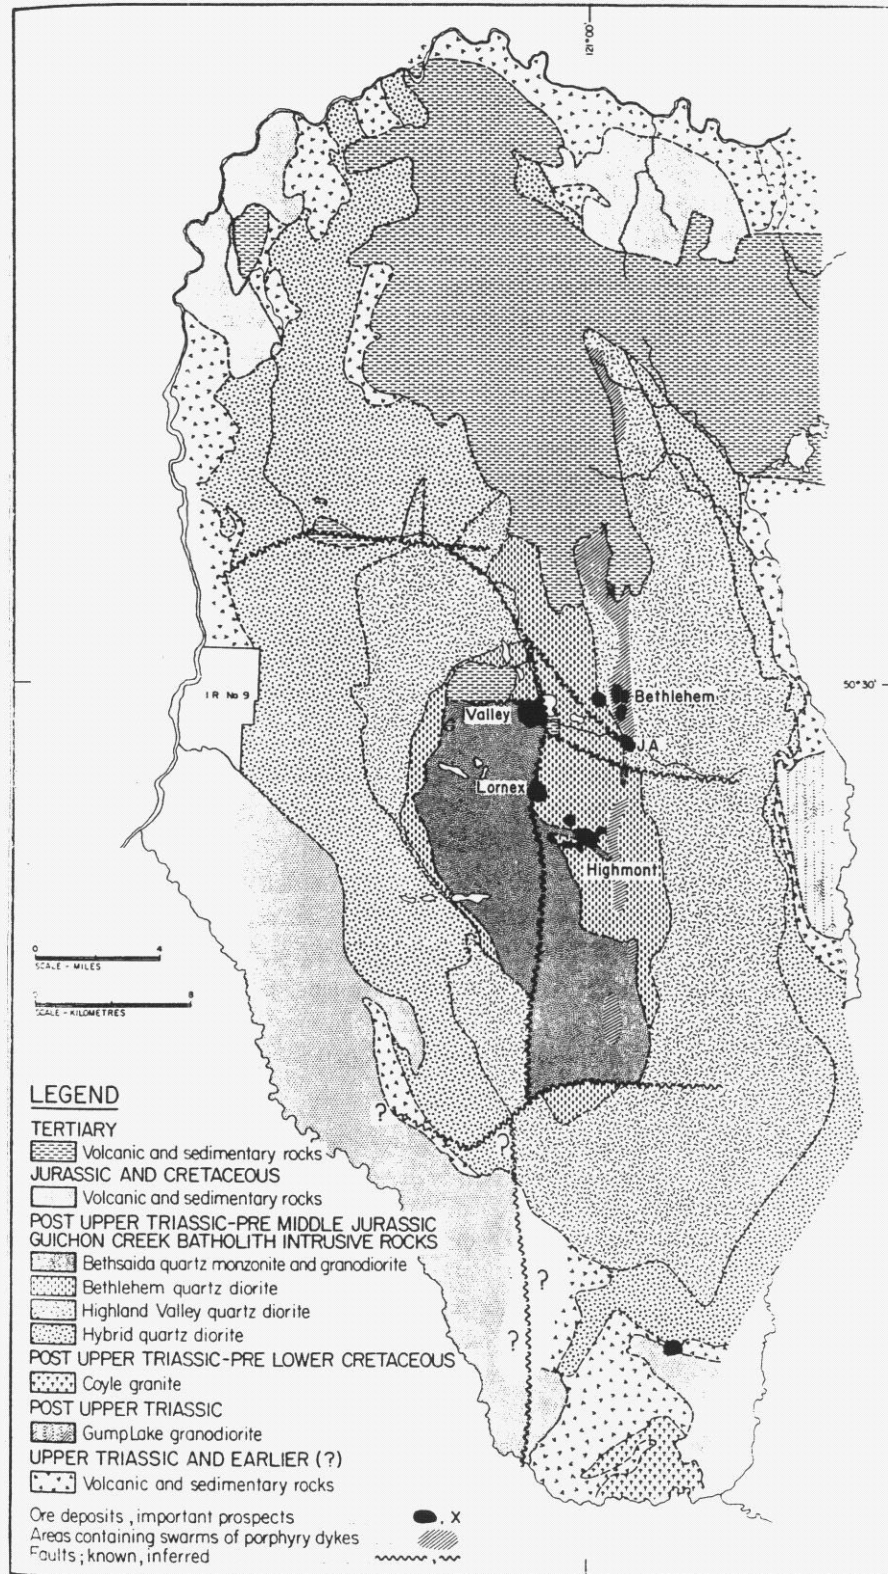 121°00'
50°30'
I R No 9
Bethlehem
Valley
J.A.
Lornex
Highmont
0 4
SCALE - MILES
8
SCALE - KILOMETRES
?
?
?
?
LEGEND
TERTIARY
Volcanic and sedimentary rocks
JURASSIC AND CRETACEOUS
Volcanic and sedimentary rocks
POST UPPER TRIASSIC-PRE MIDDLE JURASSIC
GUICHON CREEK BATHOLITH INTRUSIVE ROCKS
Bethsaida quartz monzonite and granodiorite
Bethlehem quartz diorite
Highland Valley quartz diorite
Hybrid quartz diorite
POST UPPER TRIASSIC-PRE LOWER CRETACEOUS
Coyle granite
POST UPPER TRIASSIC
Gump Lake granodiorite
UPPER TRIASSIC AND EARLIER (?)
Volcanic and sedimentary rocks
Ore deposits, important prospects , X
Areas containing swarms of porphyry dykes
Faults; known, inferred ,